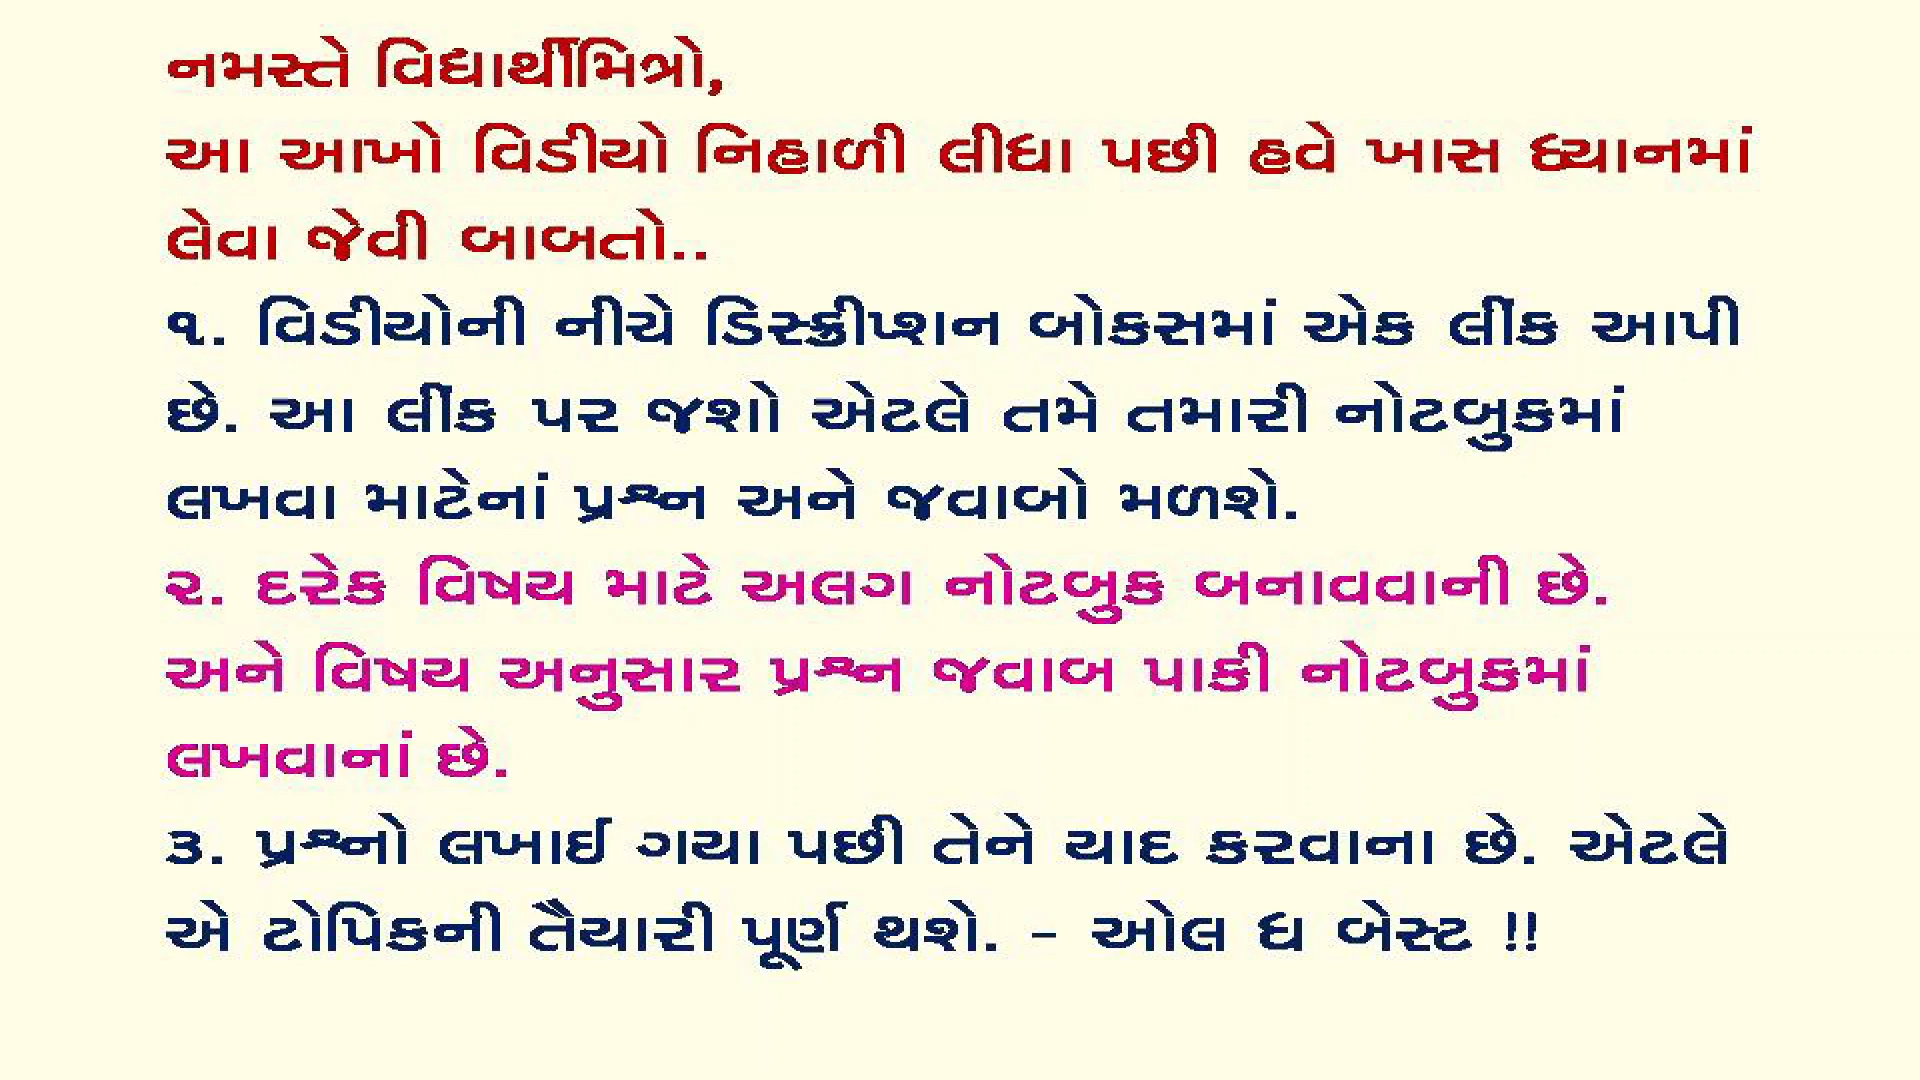 નમસ્તે વિદ્યાર્થીમિત્રો,
આ આખો વિડીયો નિહાળી લીધા પછી હવે ખાસ ધ્યાનમાં
લેવા જેવી બાબતો..
૧. વિડીયોની નીચે ડિસ્ક્રીપ્શન બોકસમાં એક લીંક આપી
છે. આ લીંક પર જશો એટલે તમે તમારી નોટબુકમાં
લખવા માટેનાં પ્રશ્ન અને જવાબો મળશે.
૨. દરેક વિષય માટે અલગ નોટબુક બનાવવાની છે.
અને વિષય અનુસાર પ્રશ્ન જવાબ પાકી નોટબુકમાં
લખવાનાં છે.
૩. પ્રશ્નો લખાઈ ગયા પછી તેને યાદ કરવાના છે. એટલે
એ ટોપિકની તૈયારી પૂર્ણ થશે. - ઓલ ધ બેસ્ટ !!